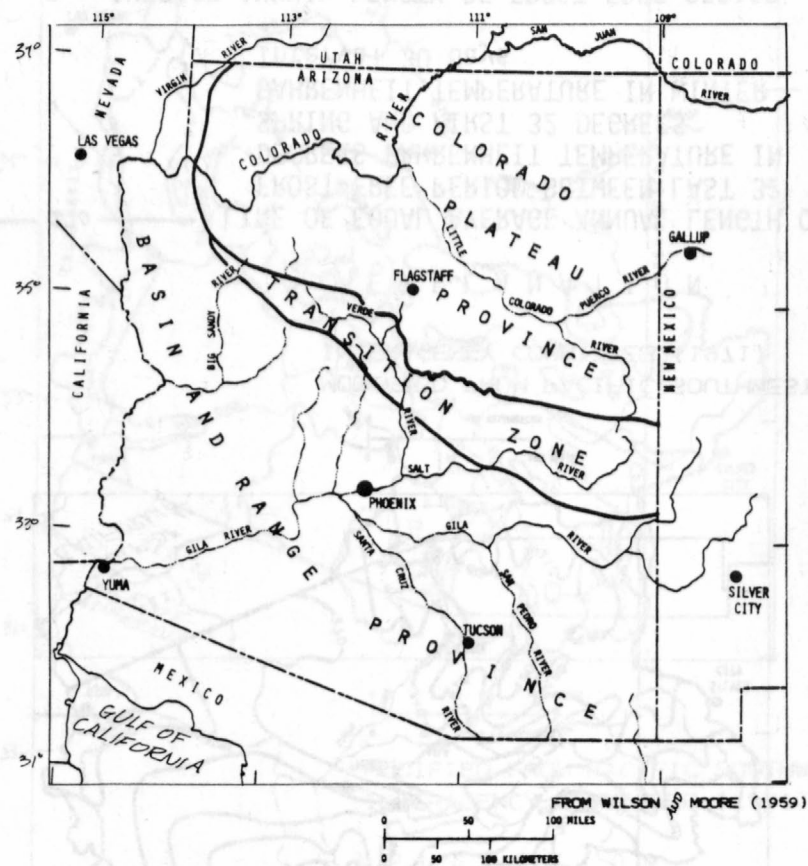 115°
113°
111°
109°
37°
SAN JUAN RIVER
NEVADA
VIRGIN RIVER
UTAH
ARIZONA
COLORADO
LAS VEGAS
COLORADO RIVER
COLORADO
PLATEAU
PROVINCE
LITTLE COLORADO RIVER
PUERCO RIVER
GALLUP
FLAGSTAFF
BASIN
AND RANGE
PROVINCE
BIG SANDY RIVER
TRANSITION
ZONE
VERDE RIVER
CALIFORNIA
NEW MEXICO
SALT RIVER
PHOENIX
GILA RIVER
GILA RIVER
YUMA
SANTA CRUZ RIVER
SAN PEDRO RIVER
SILVER
CITY
TUCSON
MEXICO
GULF OF
CALIFORNIA
31°
FROM WILSON AND MOORE (1959)
0 50 100 MILES
0 50 100 KILOMETERS